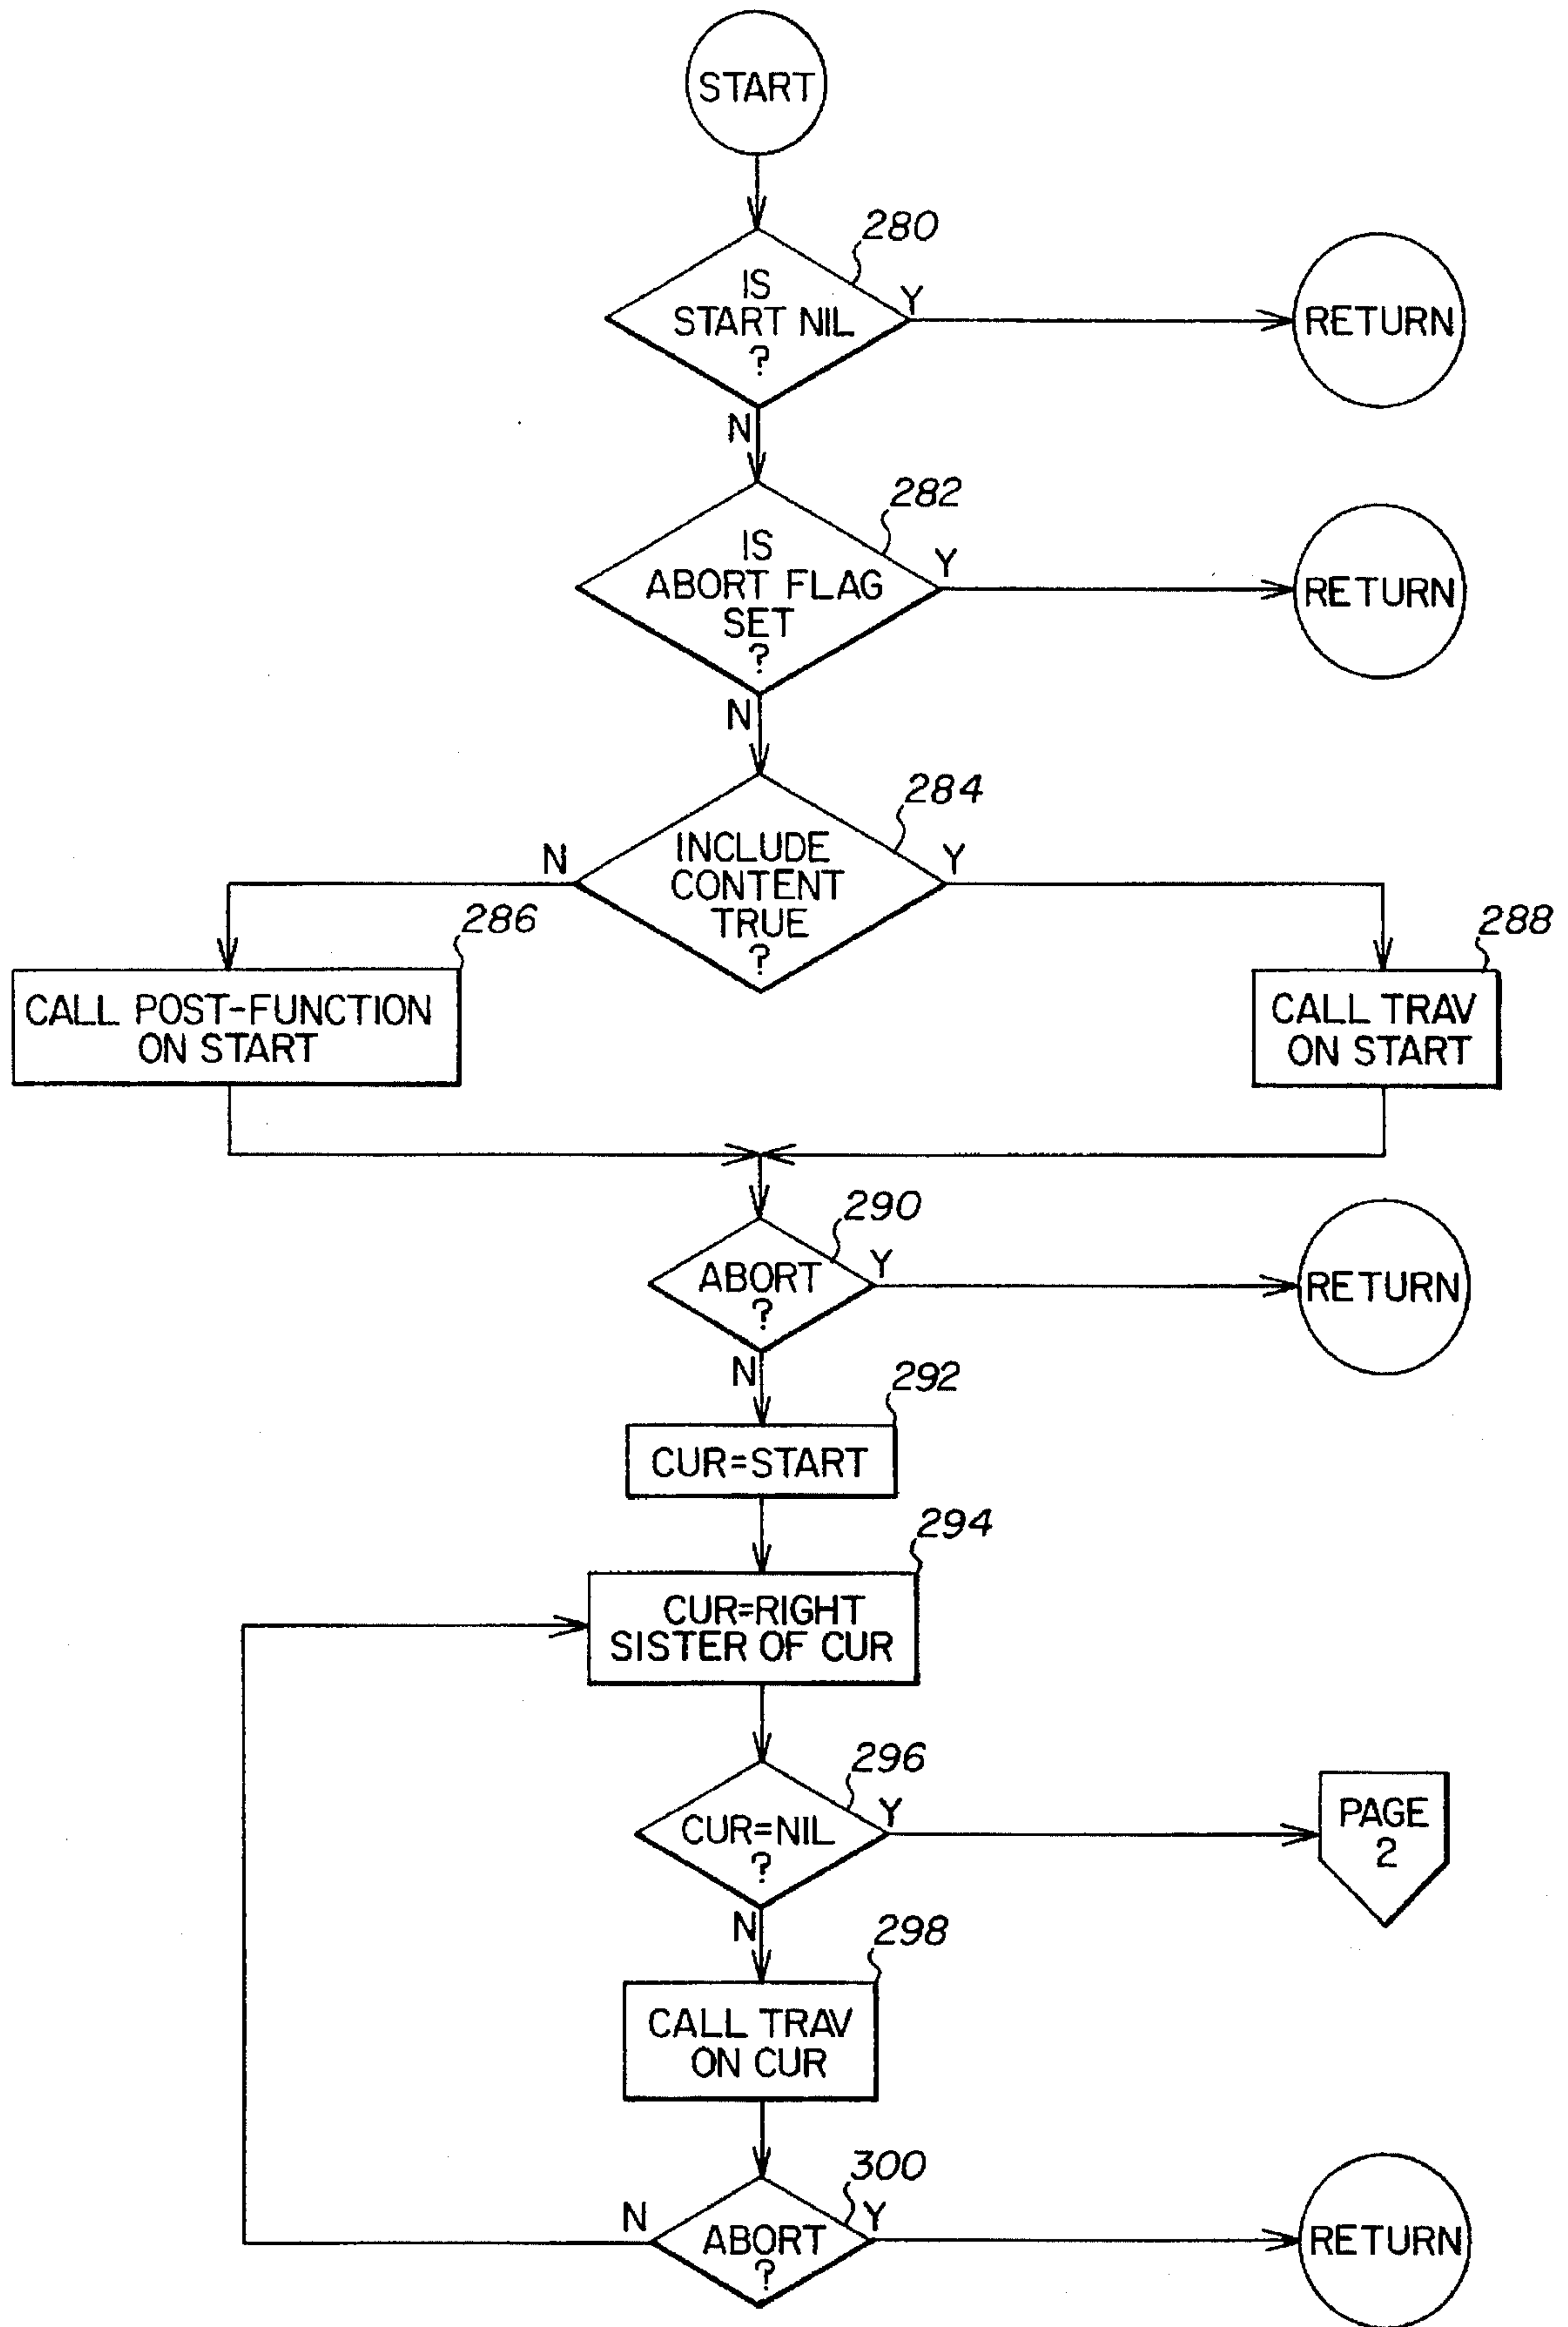 START
280
IS
START NIL
?
Y
RETURN
N
282
IS
ABORT FLAG
SET
?
Y
RETURN
N
284
INCLUDE
CONTENT
TRUE
?
N
Y
286
CALL POST-FUNCTION
ON START
288
CALL TRAV
ON START
290
ABORT
?
Y
RETURN
N
292
CUR=START
294
CUR=RIGHT
SISTER OF CUR
296
CUR=NIL
?
Y
PAGE
2
N
298
CALL TRAV
ON CUR
300
ABORT
?
N
Y
RETURN